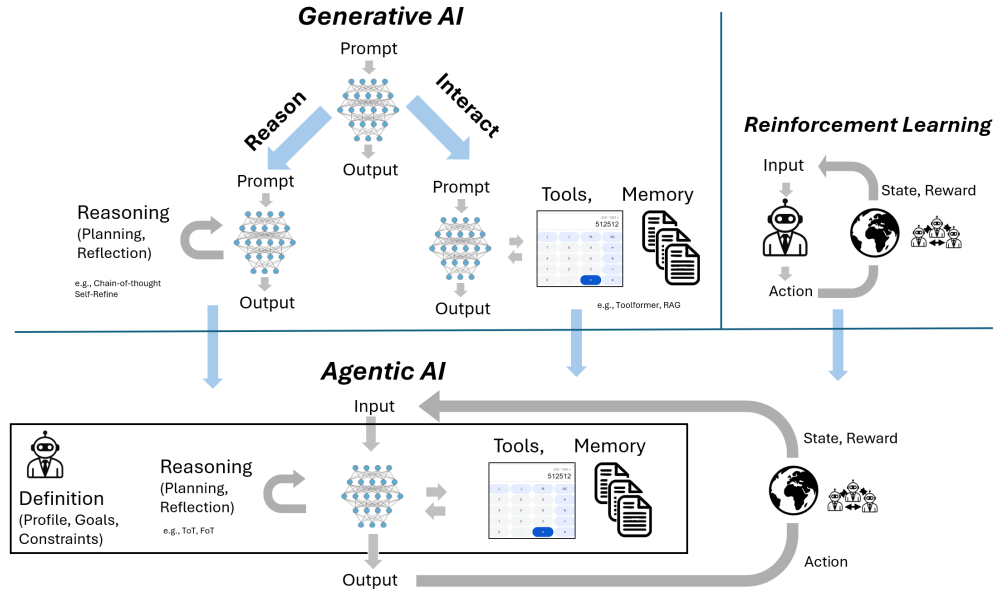 Generative AI
Prompt
Reason
Interact
Output
Prompt
Reasoning
(Planning,
Reflection)
e.g., Chain-of-thought
Self-Refine
Output
Prompt
Output
Tools, Memory
512512
e.g., Toolformer, RAG
Reinforcement Learning
Input
State, Reward
Action
Agentic AI
Input
Definition
(Profile, Goals,
Constraints)
Reasoning
(Planning,
Reflection)
e.g., ToT, FoT
Tools, Memory
512512
Output
State, Reward
Action